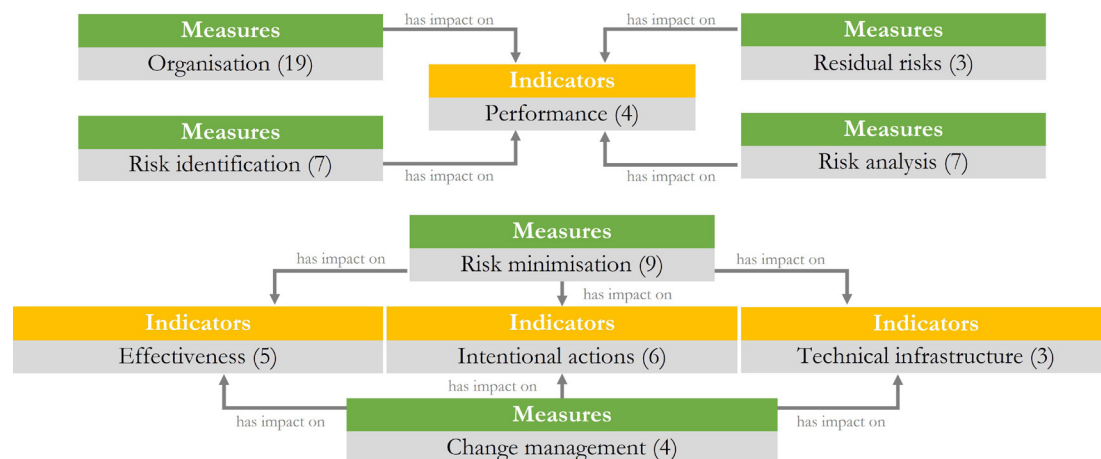 has impact on
has impact on
Measures
Organisation (19)
Measures
Residual risks (3)
Indicators
Performance (4)
Measures
Risk identification (7)
Measures
Risk analysis (7)
has impact on
has impact on
Measures
Risk minimisation (9)
has impact on
has impact on
has impact on
Indicators
Effectiveness (5)
Indicators
Intentional actions (6)
Indicators
Technical infrastructure (3)
has impact on
has impact on
has impact on
Measures
Change management (4)